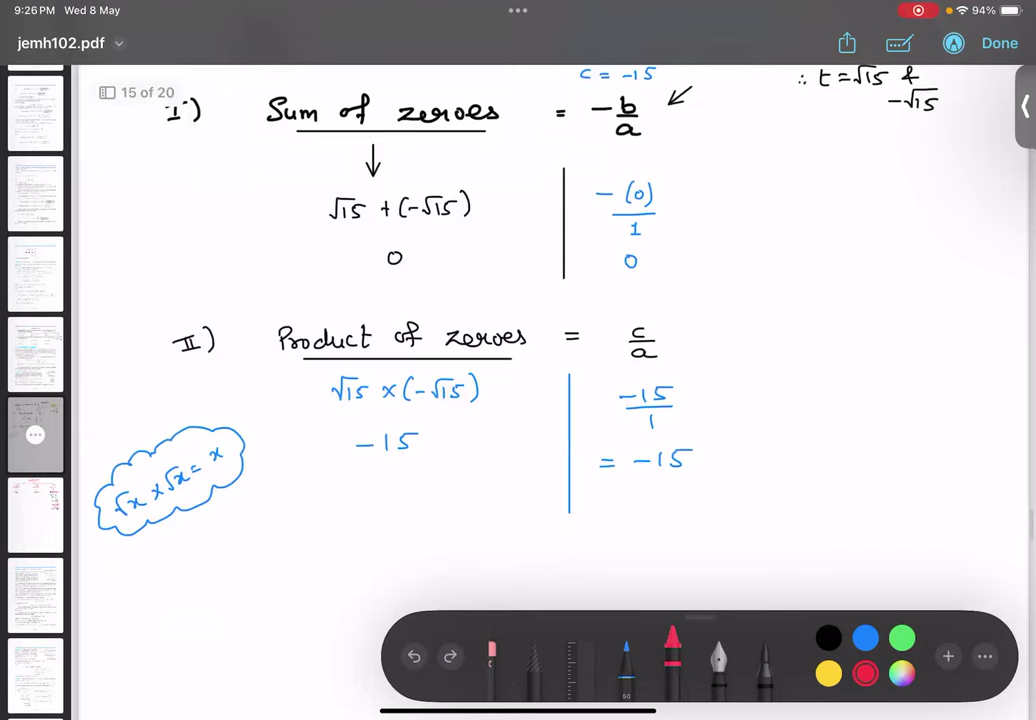 9:26 PM Wed 8 May
94%
jemh102.pdf
Done
15 of 20
c = -15
∴ t = √15 &
-√15
I) Sum of zeroes = -b/a
√15 + (-√15)
-(0)/1
0
0
II) Product of zeroes = c/a
√15 × (-√15)
-15/1
-15
= -15
√x × √x = x
50